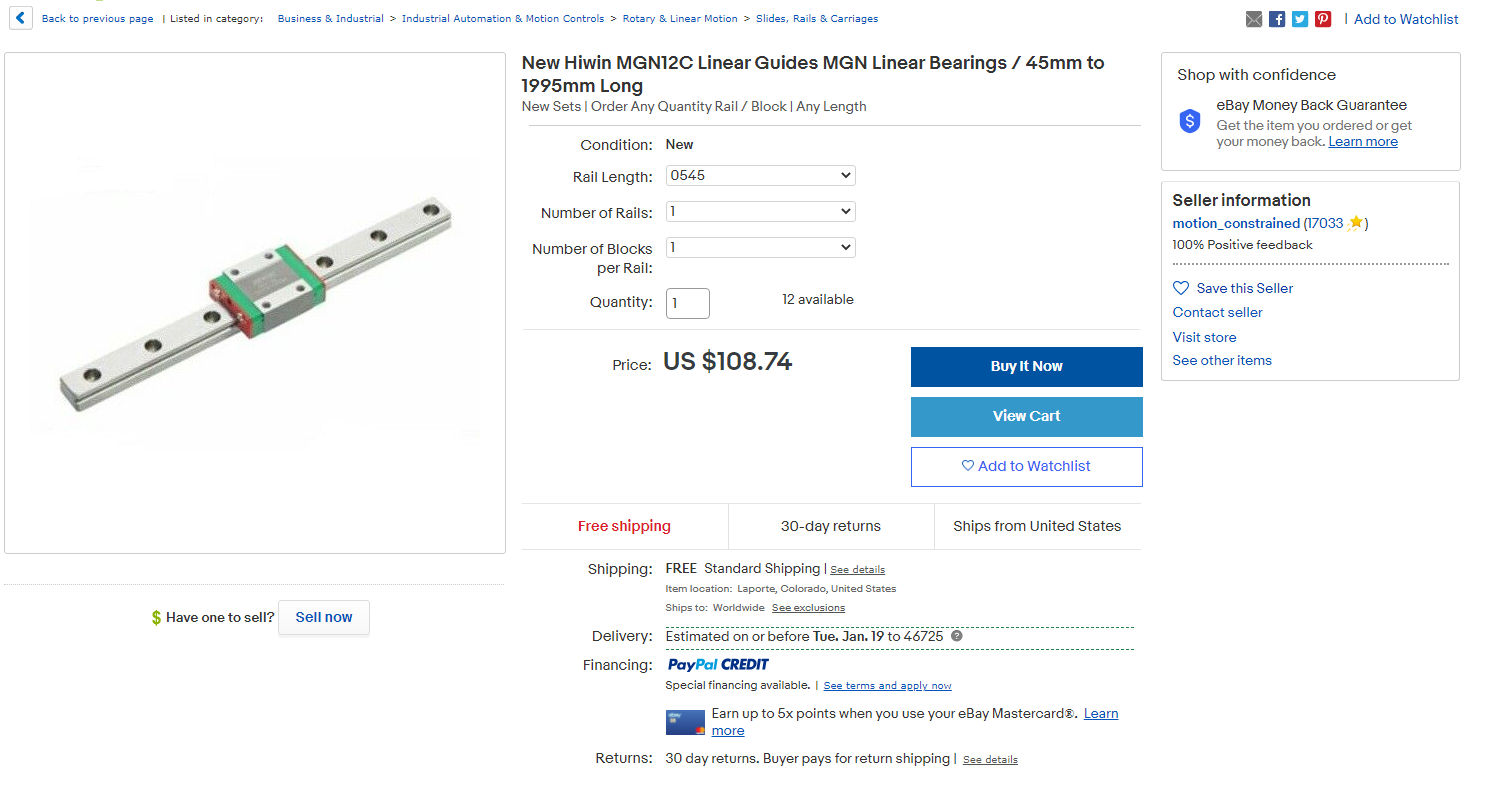 Back to previous page | Listed in category: Business & Industrial > Industrial Automation & Motion Controls > Rotary & Linear Motion > Slides, Rails & Carriages
| Add to Watchlist
New Hiwin MGN12C Linear Guides MGN Linear Bearings / 45mm to
1995mm Long
New Sets | Order Any Quantity Rail / Block | Any Length
Condition: New
Rail Length: 0545
Number of Rails: 1
Number of Blocks
per Rail: 1
Quantity: 1 12 available
Price: US $108.74
Buy It Now
View Cart
Add to Watchlist
Free shipping 30-day returns Ships from United States
Shipping: FREE Standard Shipping | See details
Item location: Laporte, Colorado, United States
Ships to: Worldwide See exclusions
Delivery: Estimated on or before Tue. Jan. 19 to 46725
Financing: PayPal CREDIT
Special financing available. | See terms and apply now
Earn up to 5x points when you use your eBay Mastercard®. Learn
more
Returns: 30 day returns. Buyer pays for return shipping | See details
$ Have one to sell? Sell now
Shop with confidence
eBay Money Back Guarantee
Get the item you ordered or get
your money back. Learn more
Seller information
motion_constrained (17033)
100% Positive feedback
Save this Seller
Contact seller
Visit store
See other items